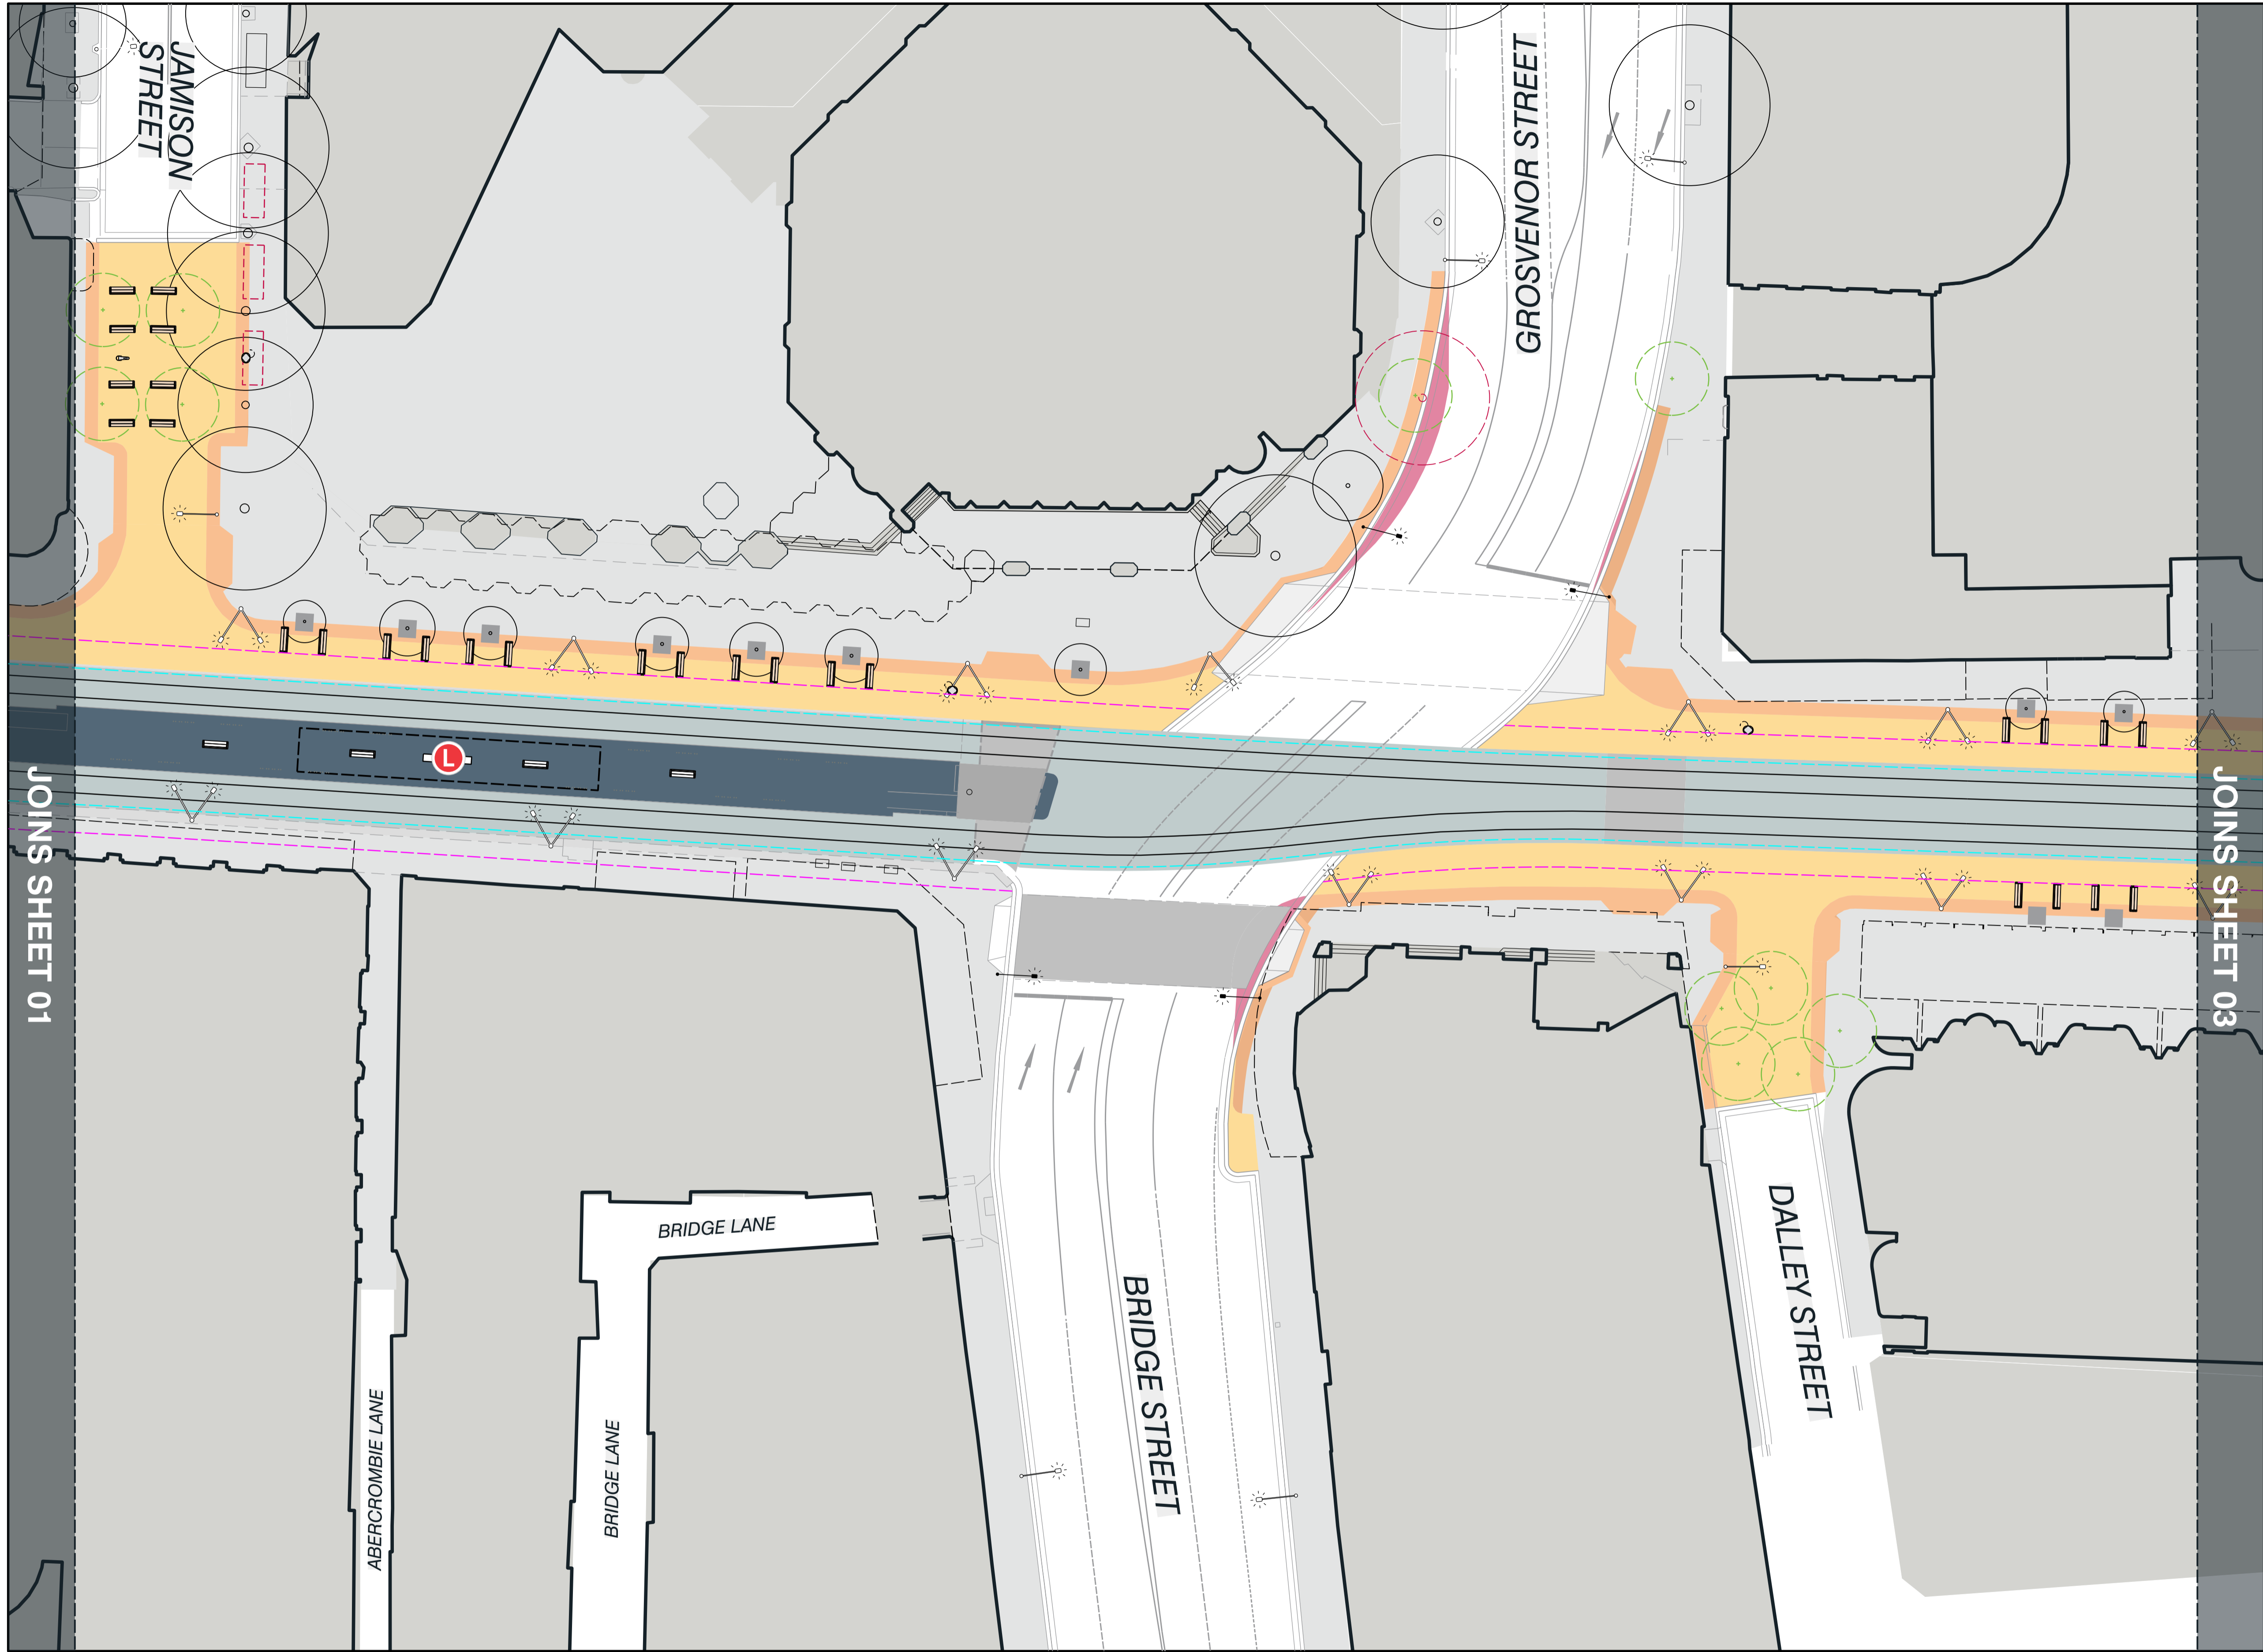 JAMISON
STREET
GROSVENOR STREET
L
JOINS SHEET 01
JOINS SHEET 03
BRIDGE LANE
BRIDGE STREET
DALLEY STREET
ABERCROMBIE LANE
BRIDGE LANE